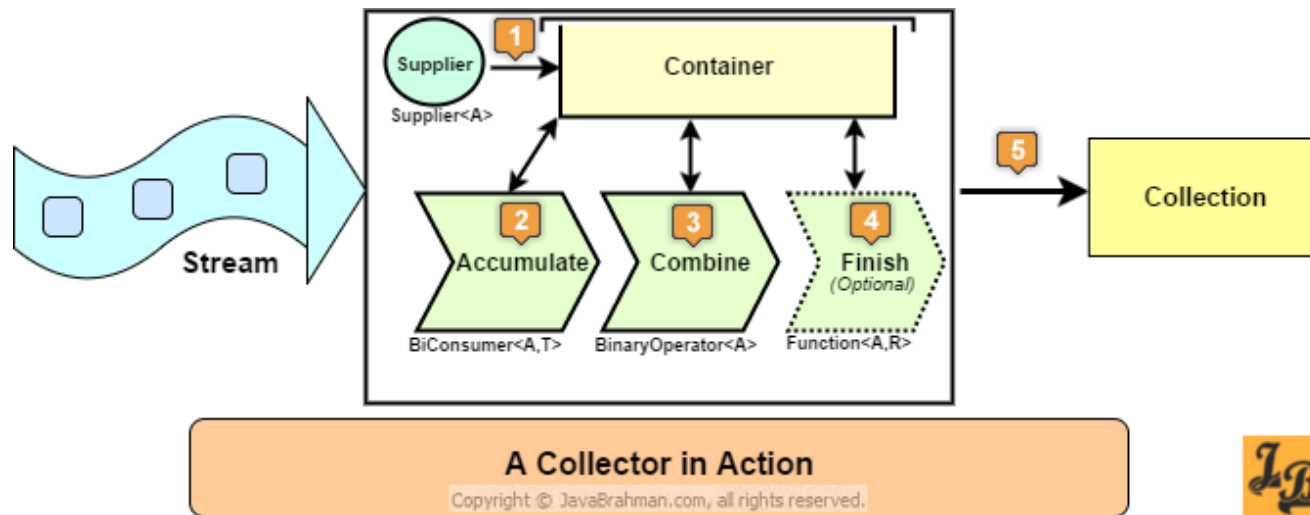 1
Supplier
Container
Supplier<A>
5
Collection
2
3
4
Stream
Accumulate
Combine
Finish
(Optional)
BiConsumer<A,T>
BinaryOperator<A>
Function<A,R>
A Collector in Action
Copyright © JavaBrahman.com, all rights reserved.
JB